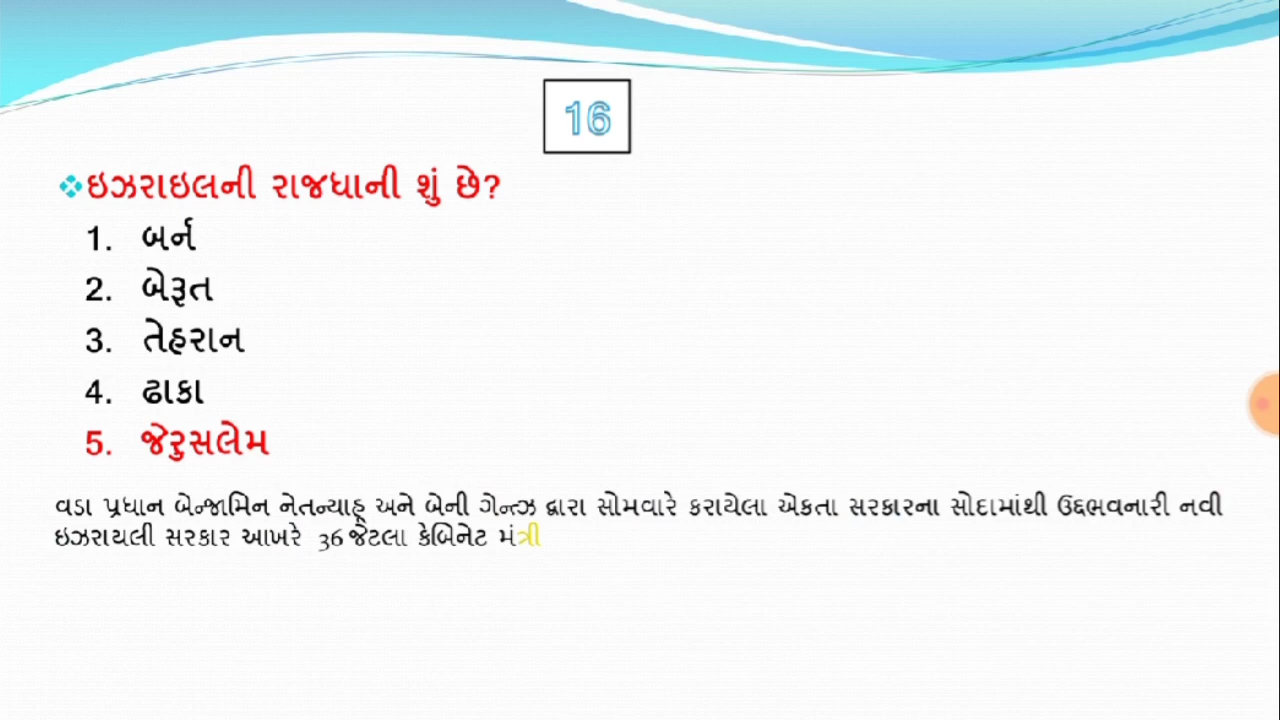 16
ઇઝરાઇલની રાજધાની શું છે?
1. બર્ન
2. બેરૂત
3. તેહરાન
4. ઢાકા
5. જેરુસલેમ
વડા પ્રધાન બેન્જામિન નેતન્યાહૂ અને બેની ગેન્ત્ઝ દ્વારા સોમવારે કરાયેલા એકતા સરકારના સોદામાંથી ઉદ્દભવનારી નવી
ઇઝરાયલી સરકાર આખરે 36 જેટલા કેબિનેટ મંત્રી